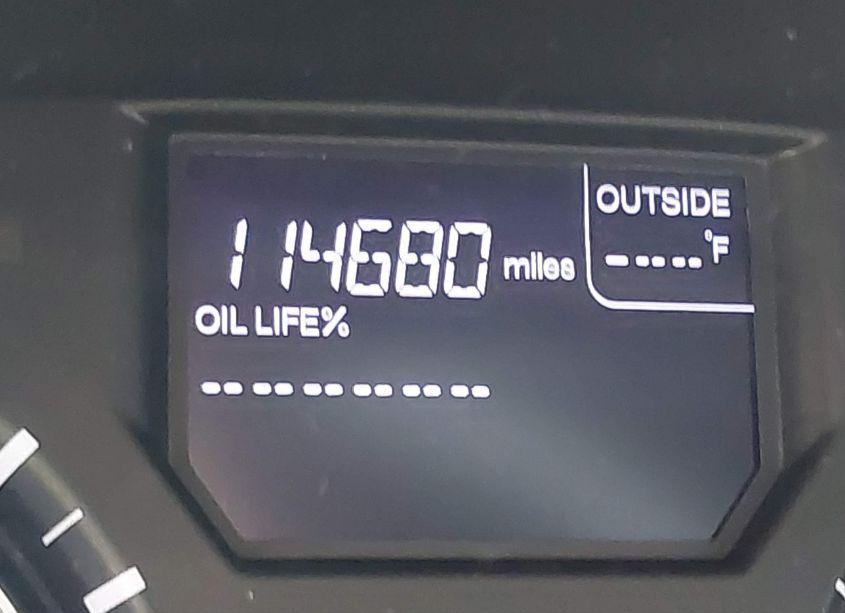 OUTSIDE
114680 miles
-----°F
OIL LIFE%
-- -- -- -- -- --